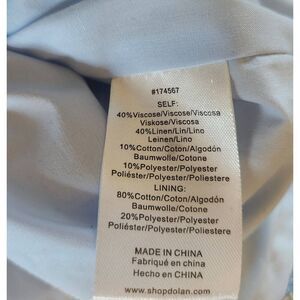 #174567
SELF:
40%Viscose/Viscose/Viscosa
Viskose/Viscosa
40%Linen/Lin/Lino
Leinen/Lino
10%Cotton/Coton/Algodón
Baumwolle/Cotone
10%Polyester/Polyester
Poliéster/Polyester/Poliestere
LINING:
80%Cotton/Coton/Algodón
Baumwolle/Cotone
20%Polyester/Polyester
Poliéster/Polyester/Poliestere
MADE IN CHINA
Fabriqué en china
Hecho en CHINA
www.shopdolan.com